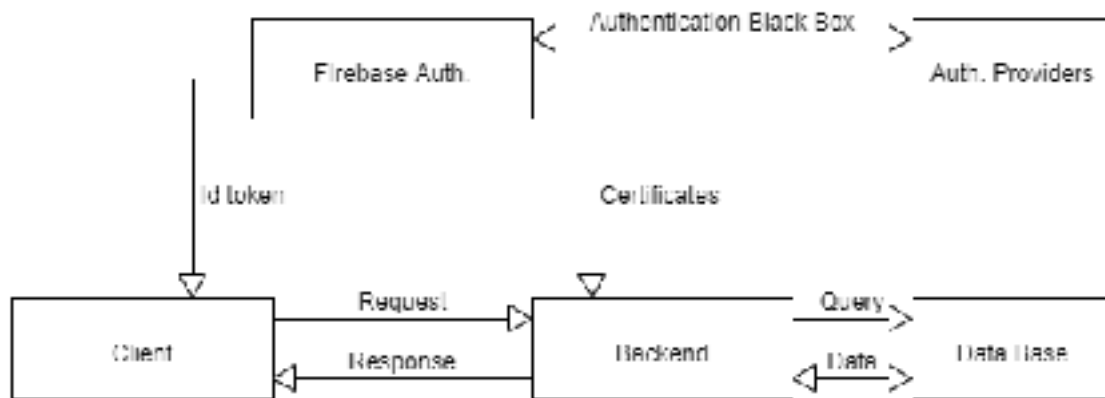 Authentication Black Box
Firebase Auth.
Auth. Providers
Id token
Certificates
Request
Query
Client
Backend
Data Base
Response
Data